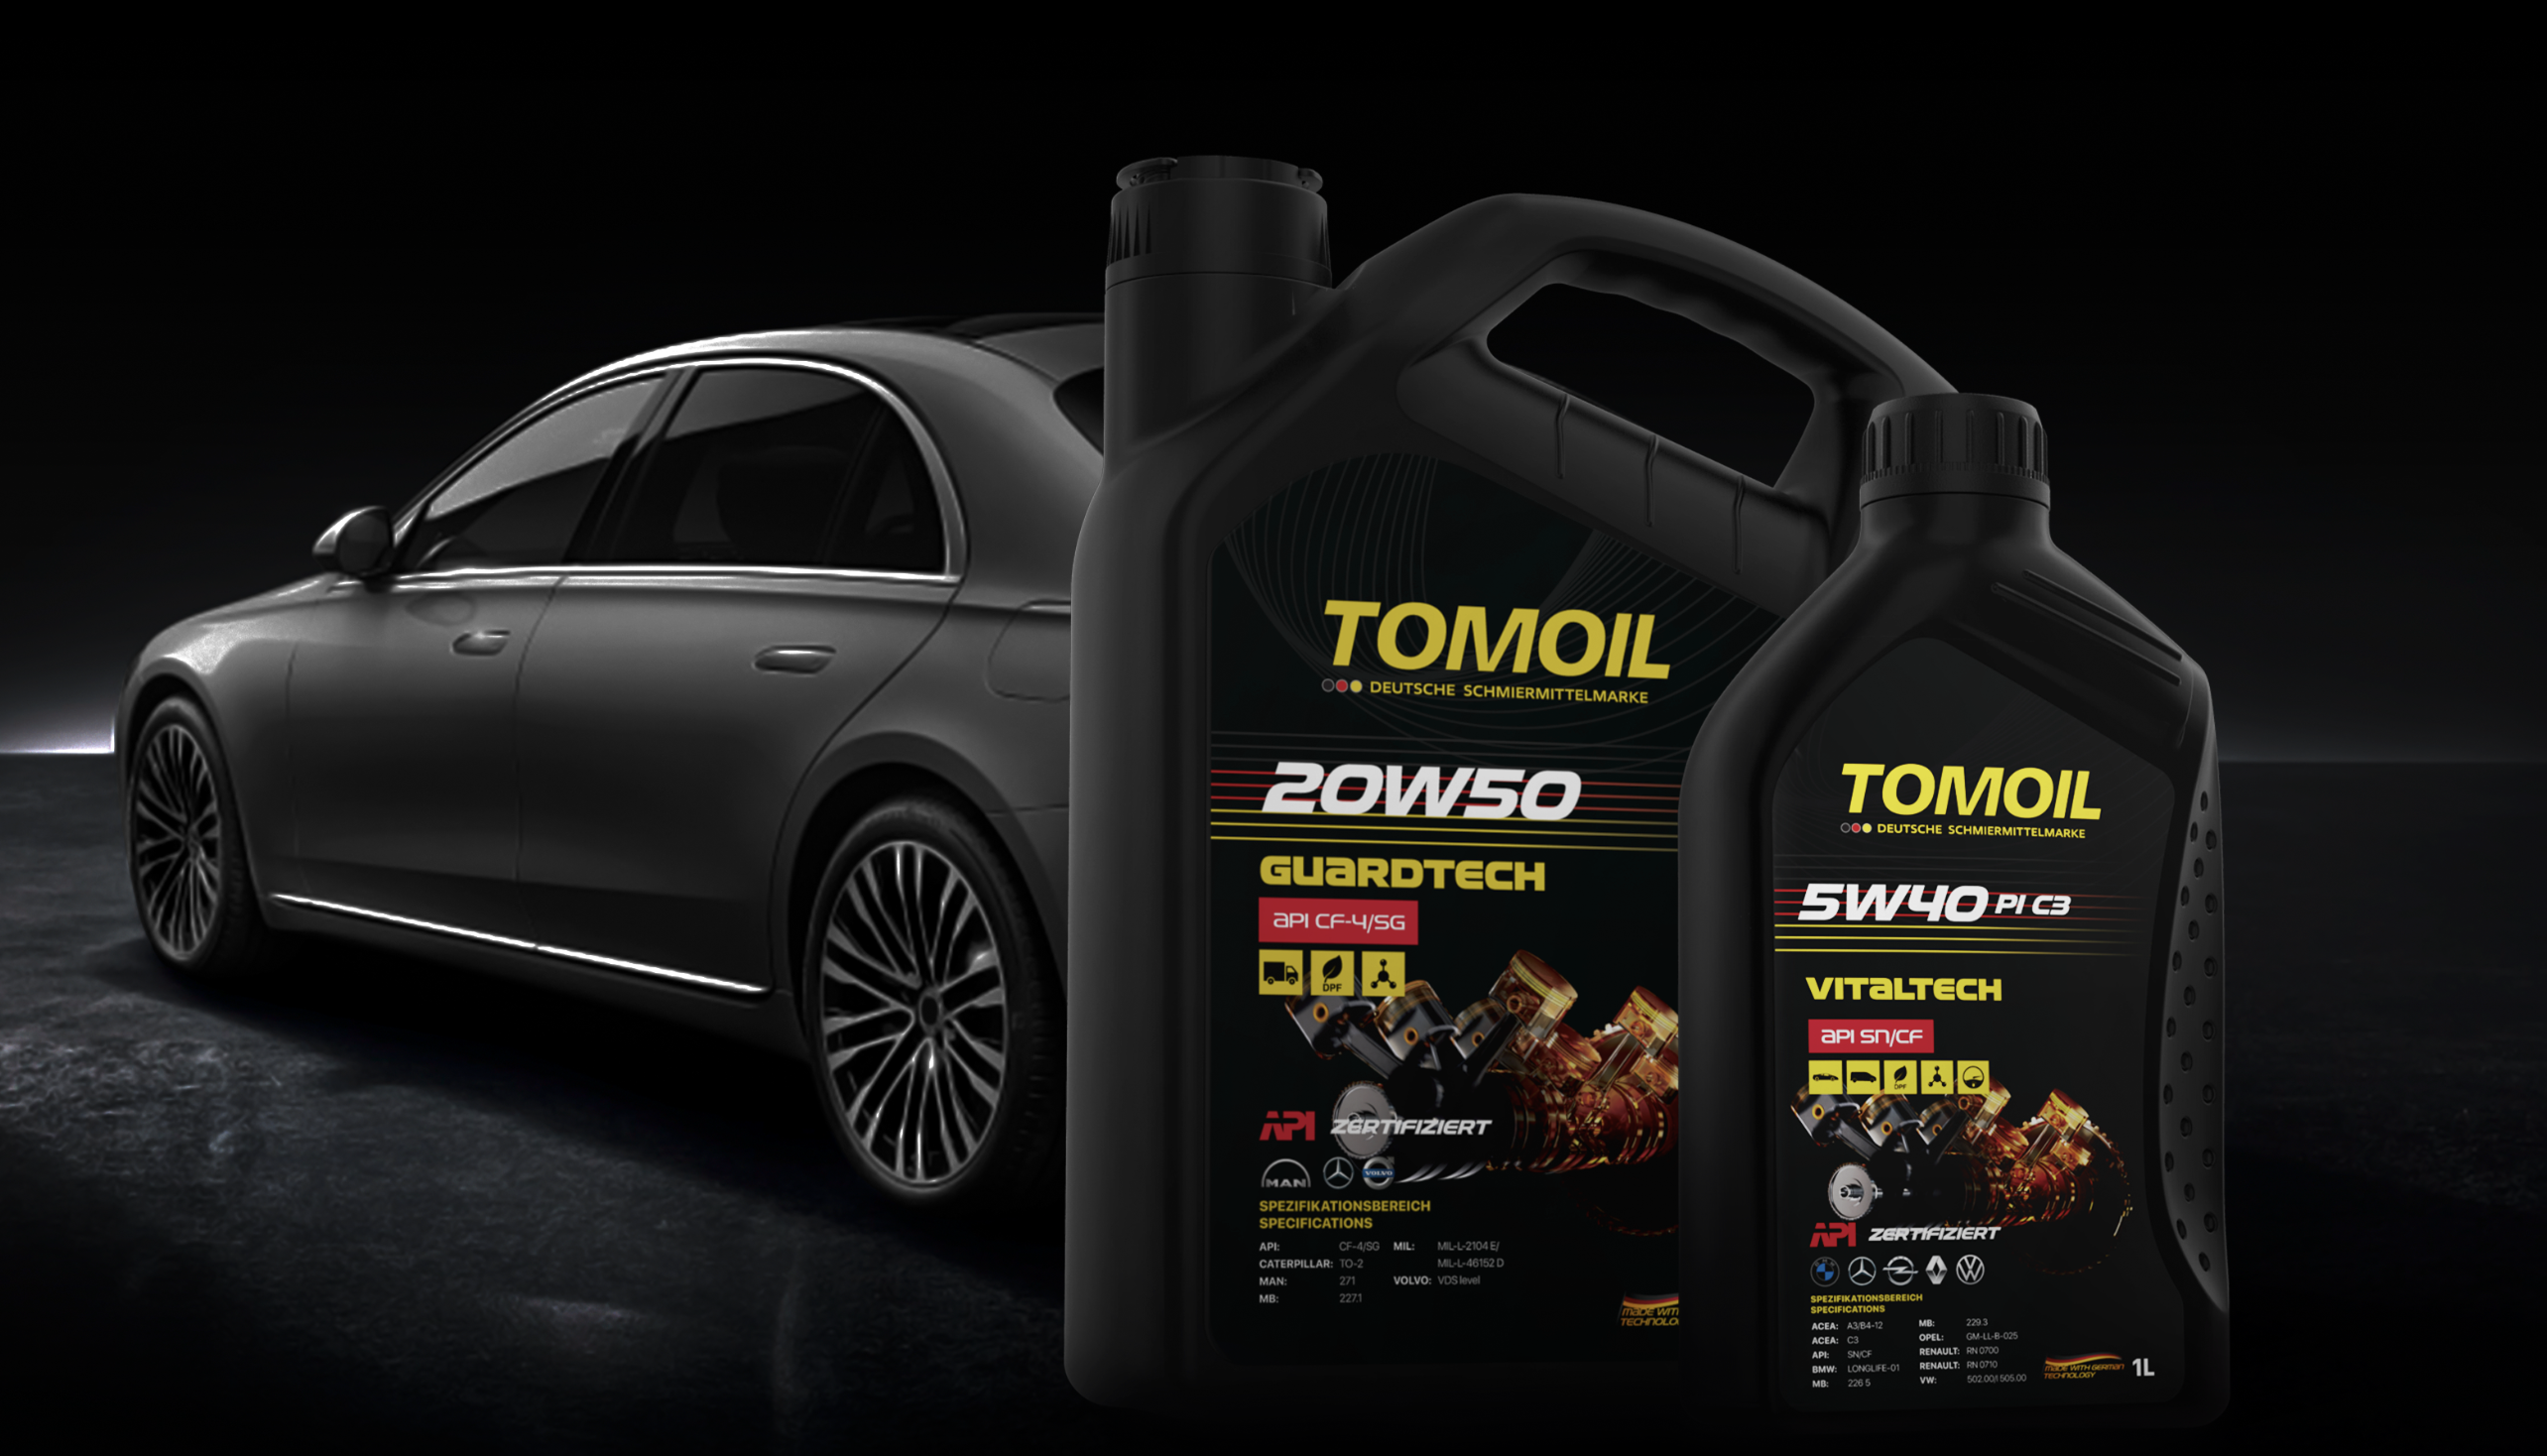 TOMOIL
DEUTSCHE SCHMIERMITTELMARKE
20W50
GUARDTECH
API CF-4/SG
DPF
API ZERTIFIZIERT
MAN
VOLVO
SPEZIFIKATIONSBEREICH
SPECIFICATIONS
API: CF-4/SG MIL: MIL-L-2104 E/
CATERPILLAR: TO-2 MIL-L-46152 D
MAN: 271 VOLVO: VDS level
MB: 227.1
MADE WITH
TOMOIL
DEUTSCHE SCHMIERMITTELMARKE
5W40 PI C3
VITALTECH
API SN/CF
DPF
API ZERTIFIZIERT
SPEZIFIKATIONSBEREICH
SPECIFICATIONS
ACEA: A3/B4-12 MB: 229.3
ACEA: C3 OPEL: GM-LL-B-025
API: SN/CF RENAULT: RN 0700
BMW: LONGLIFE-01 RENAULT: RN 0710
MB: 226 5 VW: 502.00/505.00
MADE WITH GERMAN
TECHNOLOGY
1L